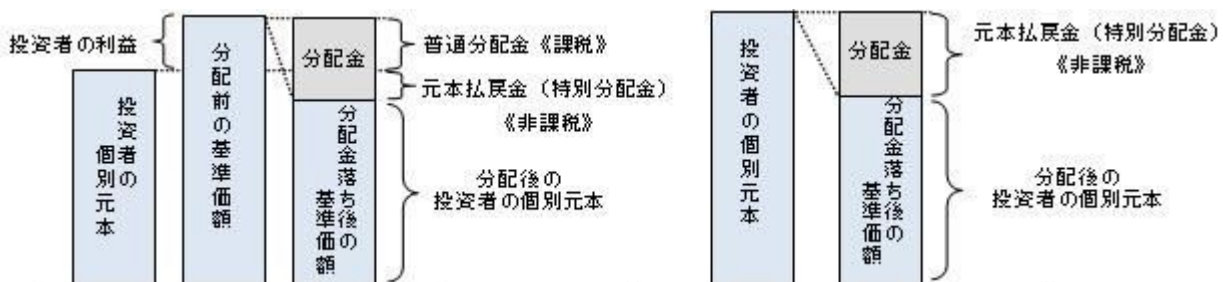 投資者の利益
投資者の
個別元本
分配前の基準価額
分配金
分配金落ち後の
基準価額
普通分配金《課税》
元本払戻金（特別分配金）
《非課税》
分配後の
投資者の個別元本
投資者の個別元本
分配金
分配金落ち後の
基準価額
元本払戻金（特別分配金）
《非課税》
分配後の
投資者の個別元本